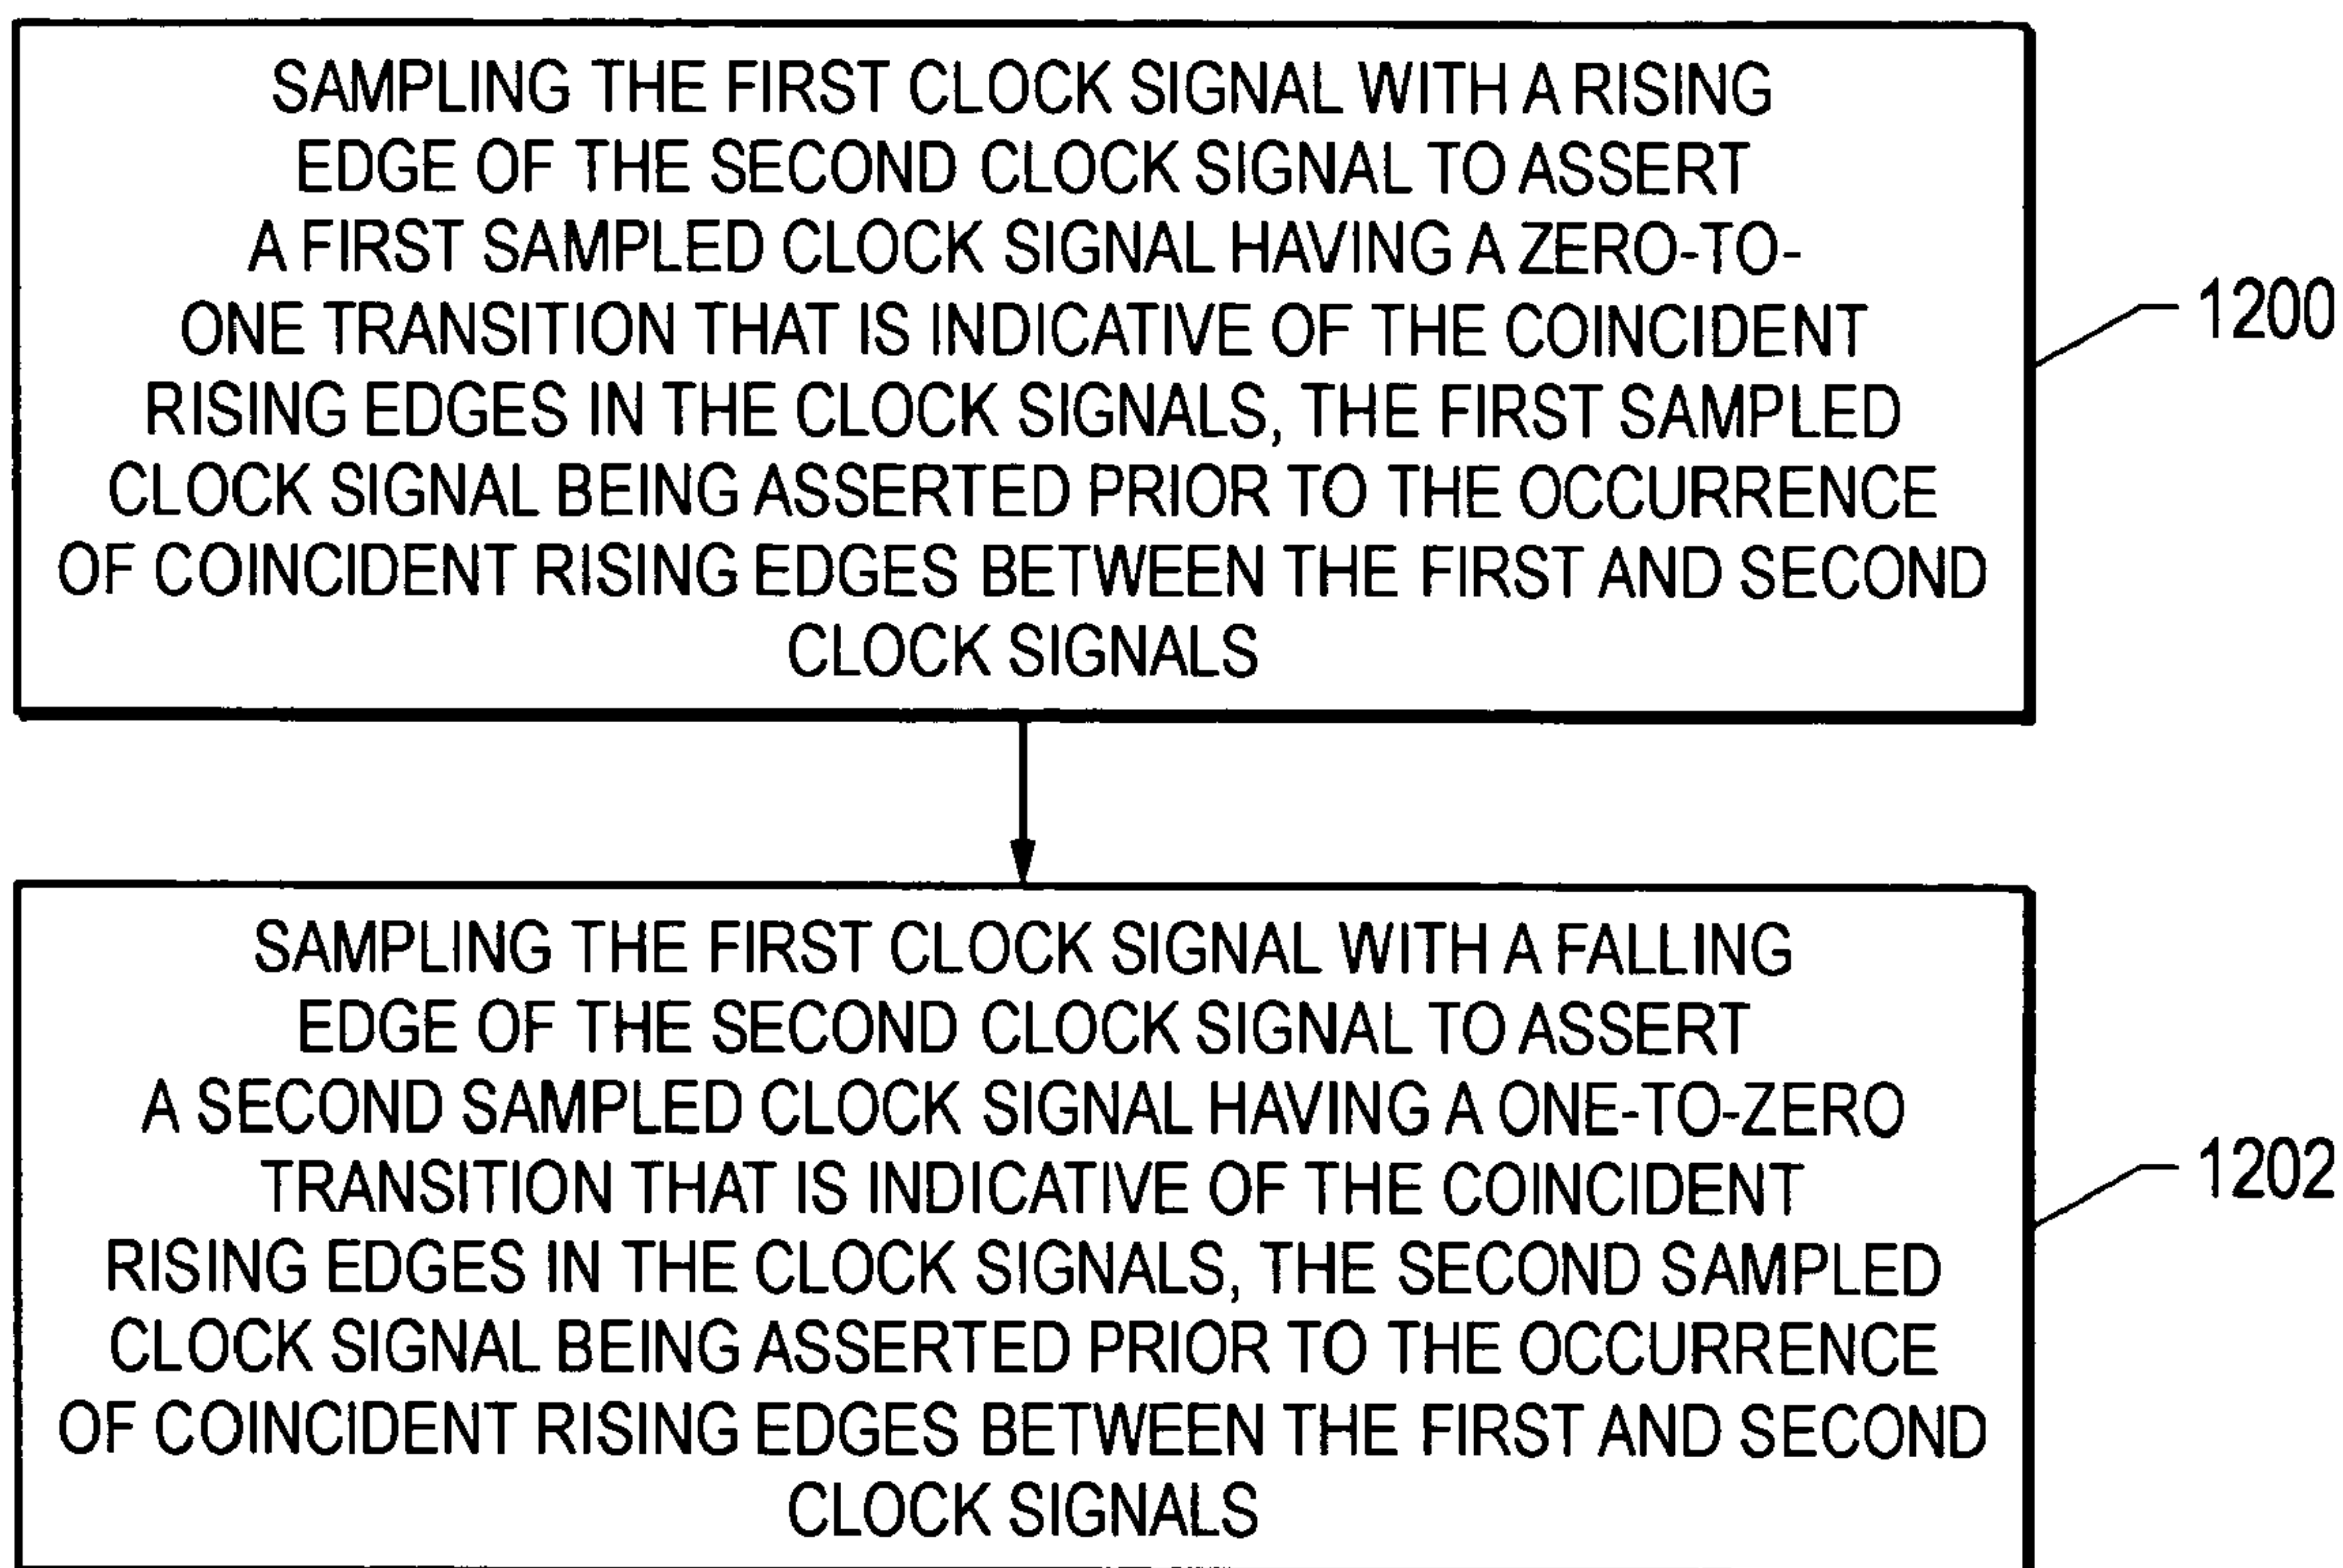 SAMPLING THE FIRST CLOCK SIGNAL WITH A RISING
EDGE OF THE SECOND CLOCK SIGNAL TO ASSERT
A FIRST SAMPLED CLOCK SIGNAL HAVING A ZERO-TO-
ONE TRANSITION THAT IS INDICATIVE OF THE COINCIDENT
RISING EDGES IN THE CLOCK SIGNALS, THE FIRST SAMPLED
CLOCK SIGNAL BEING ASSERTED PRIOR TO THE OCCURRENCE
OF COINCIDENT RISING EDGES BETWEEN THE FIRST AND SECOND
CLOCK SIGNALS
1200
SAMPLING THE FIRST CLOCK SIGNAL WITH A FALLING
EDGE OF THE SECOND CLOCK SIGNAL TO ASSERT
A SECOND SAMPLED CLOCK SIGNAL HAVING A ONE-TO-ZERO
TRANSITION THAT IS INDICATIVE OF THE COINCIDENT
RISING EDGES IN THE CLOCK SIGNALS, THE SECOND SAMPLED
CLOCK SIGNAL BEING ASSERTED PRIOR TO THE OCCURRENCE
OF COINCIDENT RISING EDGES BETWEEN THE FIRST AND SECOND
CLOCK SIGNALS
1202